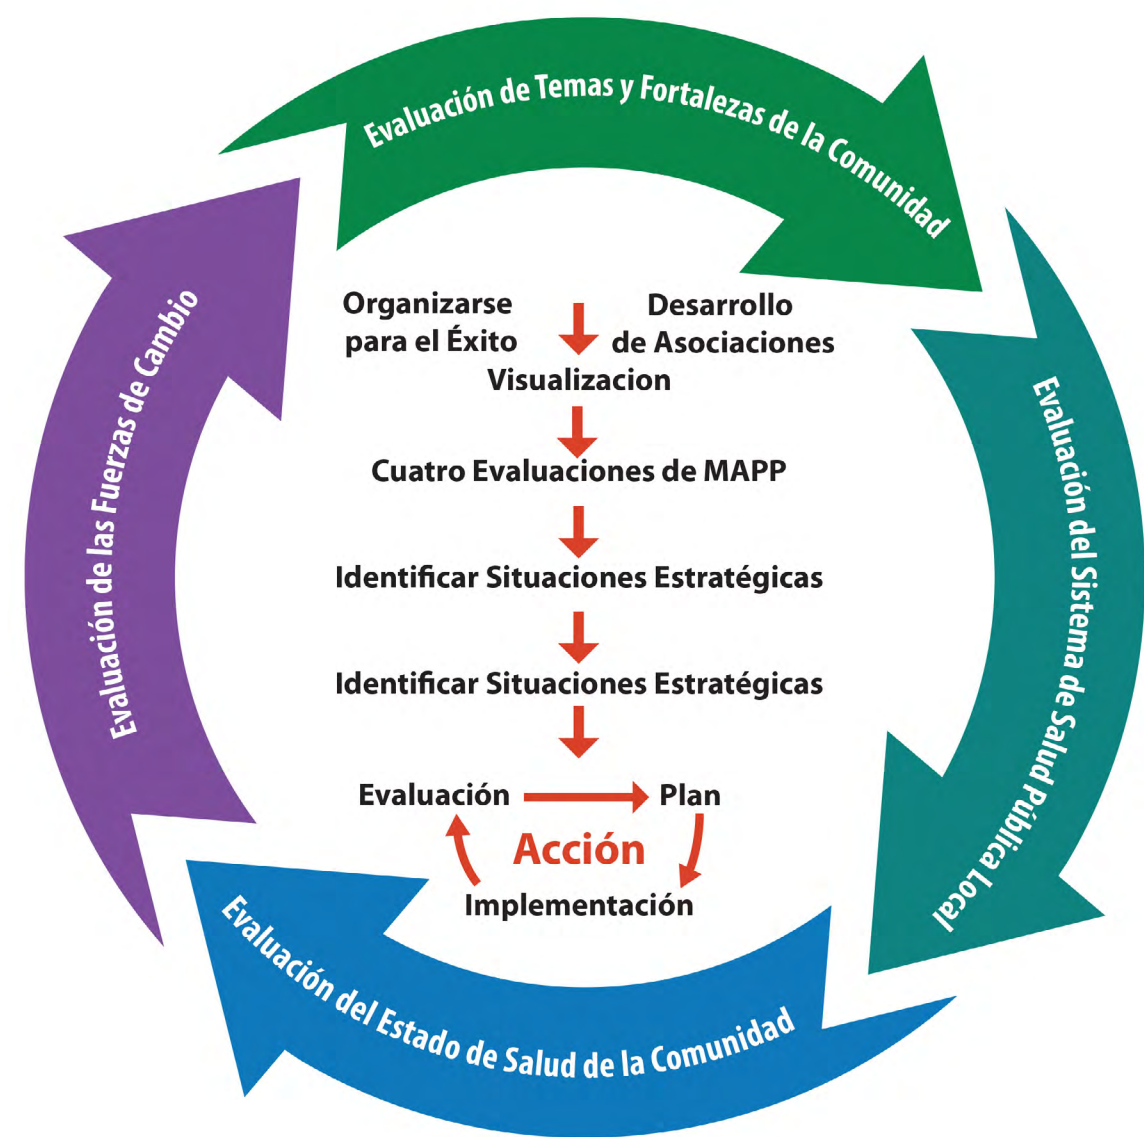 Evaluación de Temas y Fortalezas de la Comunidad
Evaluación del Sistema de Salud Pública Local
Evaluación del Estado de Salud de la Comunidad
Evaluación de las Fuerzas de Cambio
Organizarse
para el Éxito
Desarrollo
de Asociaciones
Visualizacion
Cuatro Evaluaciones de MAPP
Identificar Situaciones Estratégicas
Identificar Situaciones Estratégicas
Evaluación
Plan
Acción
Implementación